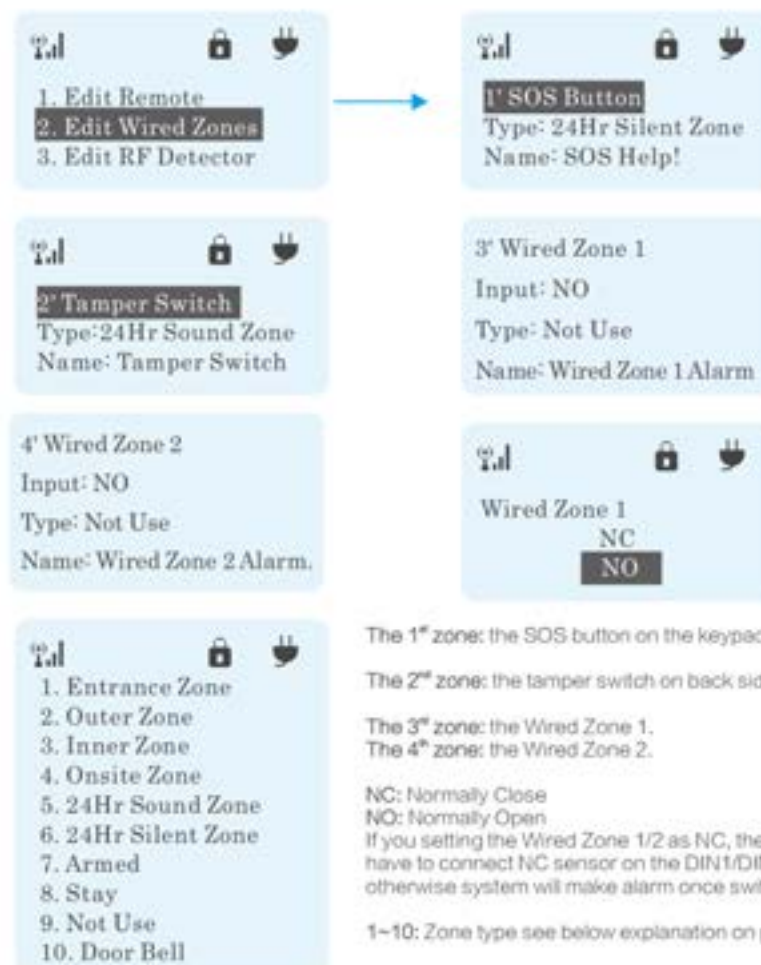 1. Edit Remote
2. Edit Wired Zones
3. Edit RF Detector
1' SOS Button
Type: 24Hr Silent Zone
Name: SOS Help!
2' Tamper Switch
Type:24Hr Sound Zone
Name: Tamper Switch
3' Wired Zone 1
Input: NO
Type: Not Use
Name: Wired Zone 1 Alarm
4' Wired Zone 2
Input: NO
Type: Not Use
Name: Wired Zone 2 Alarm.
Wired Zone 1
NC
NO
1. Entrance Zone
2. Outer Zone
3. Inner Zone
4. Onsite Zone
5. 24Hr Sound Zone
6. 24Hr Silent Zone
7. Armed
8. Stay
9. Not Use
10. Door Bell
The 1st zone: the SOS button on the keypad
The 2nd zone: the tamper switch on back
The 3rd zone: the Wired Zone 1.
The 4th zone: the Wired Zone 2.
NC: Normally Close
NO: Normally Open
If you setting the Wired Zone 1/2 as NC,
have to connect NC sensor on the
otherwise system will make alarm once
1~10: Zone type see below explanation on